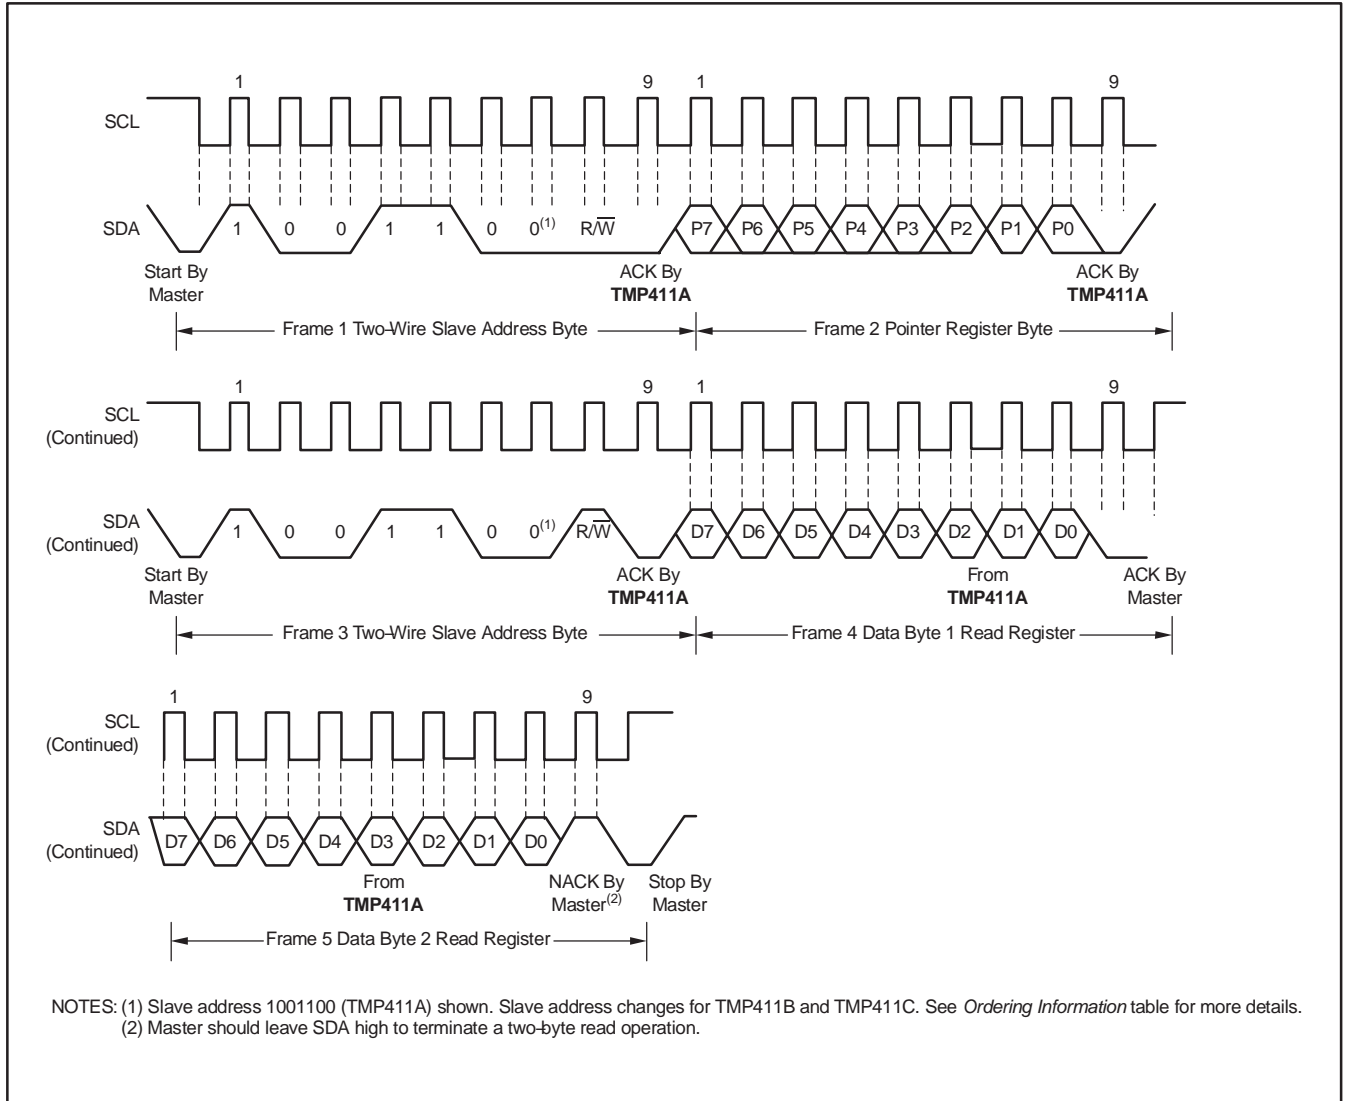 1 9 1 9
SCL
SDA 1 0 0 1 1 0 0(1) R/W̅ P7 P6 P5 P4 P3 P2 P1 P0
Start By ACK By ACK By
Master TMP411A TMP411A
Frame 1 Two-Wire Slave Address Byte Frame 2 Pointer Register Byte
1 9 1 9
SCL
(Continued)
SDA 1 0 0 1 1 0 0(1) R/W̅ D7 D6 D5 D4 D3 D2 D1 D0
(Continued)
Start By ACK By From ACK By
Master TMP411A TMP411A Master
Frame 3 Two-Wire Slave Address Byte Frame 4 Data Byte 1 Read Register
1 9
SCL
(Continued)
SDA D7 D6 D5 D4 D3 D2 D1 D0
(Continued)
From NACK By Stop By
TMP411A Master(2) Master
Frame 5 Data Byte 2 Read Register
NOTES: (1) Slave address 1001100 (TMP411A) shown. Slave address changes for TMP411B and TMP411C. See Ordering Information table for more details.
(2) Master should leave SDA high to terminate a two-byte read operation.